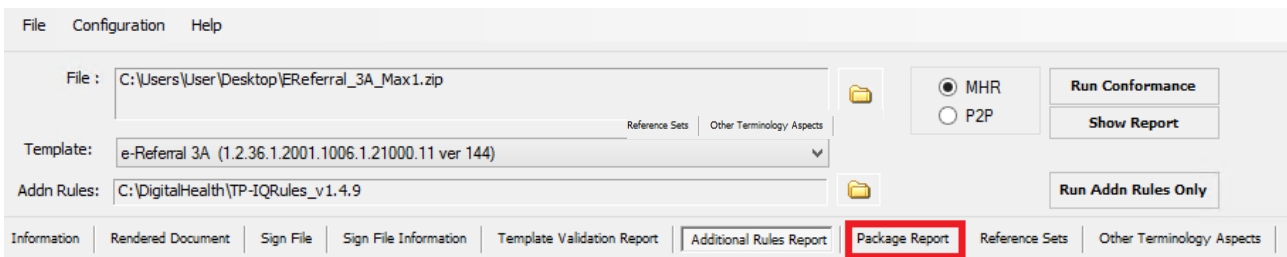 File Configuration Help
File : C:\Users\User\Desktop\EReferral_3A_Max1.zip
MHR
Run Conformance
P2P
Show Report
Reference Sets Other Terminology Aspects
Template: e-Referral 3A (1.2.36.1.2001.1006.1.21000.11 ver 144)
Addn Rules: C:\DigitalHealth\TP-IQRules_v1.4.9
Run Addn Rules Only
Information Rendered Document Sign File Sign File Information Template Validation Report Additional Rules Report Package Report Reference Sets Other Terminology Aspects